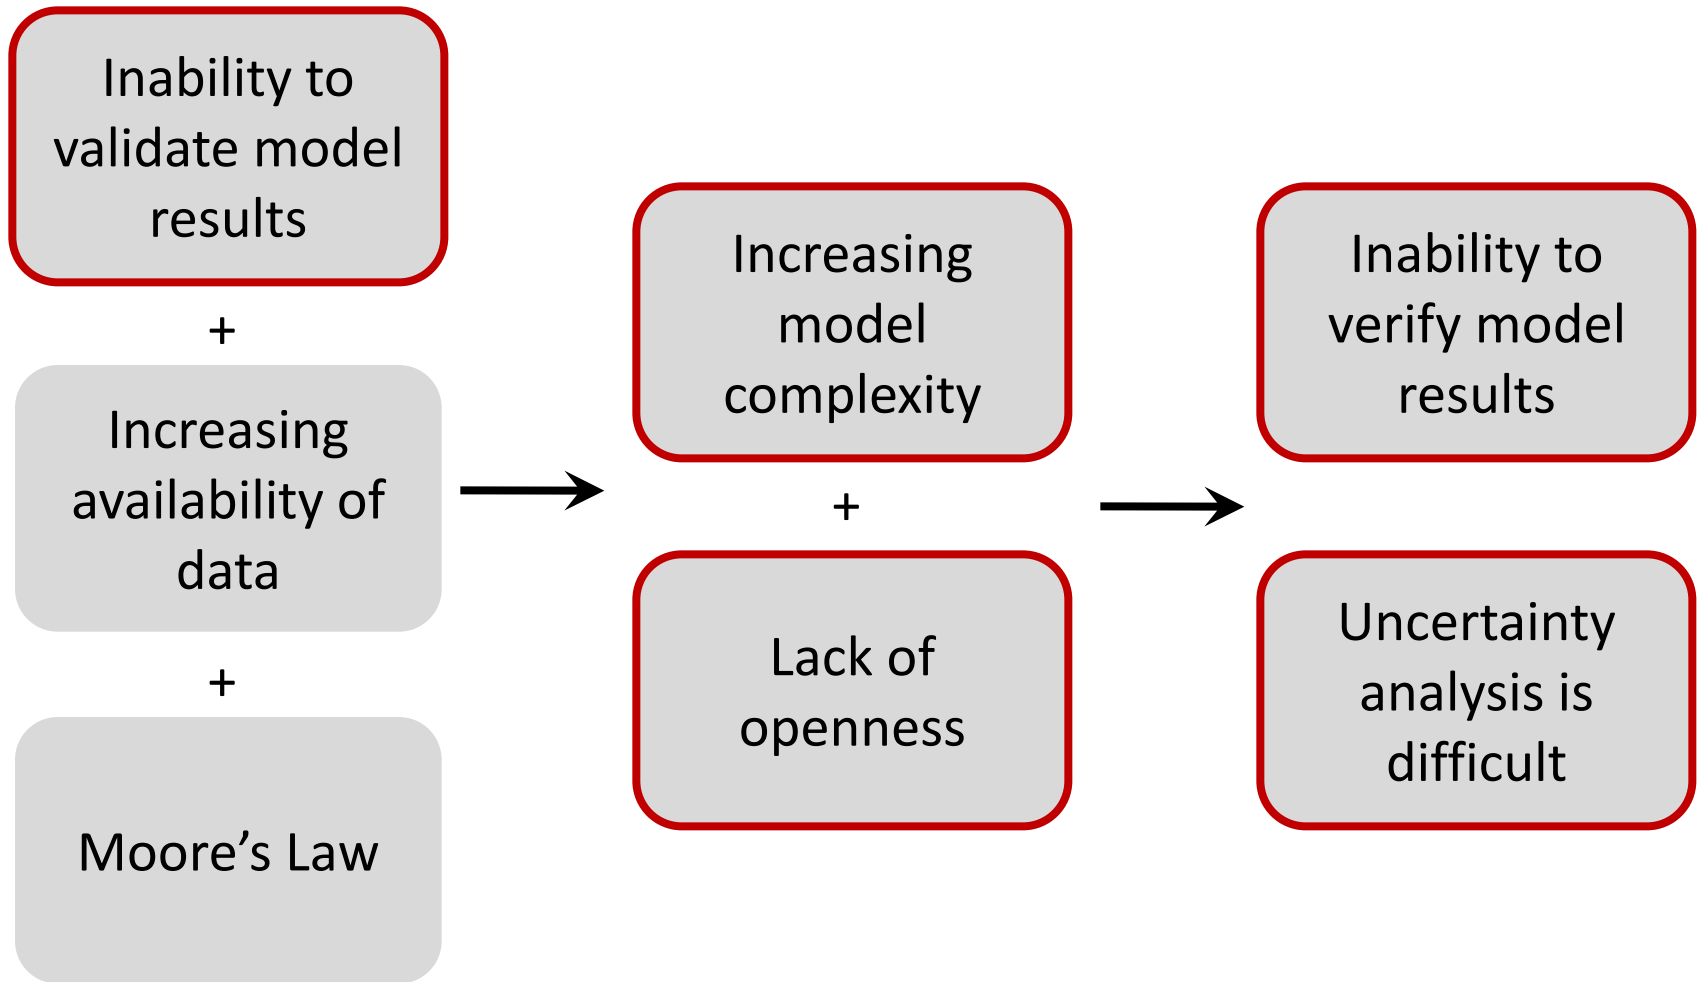 Inability to
validate model
results
+
Increasing
availability of
data
+
Moore’s Law
Increasing
model
complexity
+
Lack of
openness
Inability to
verify model
results
Uncertainty
analysis is
difficult